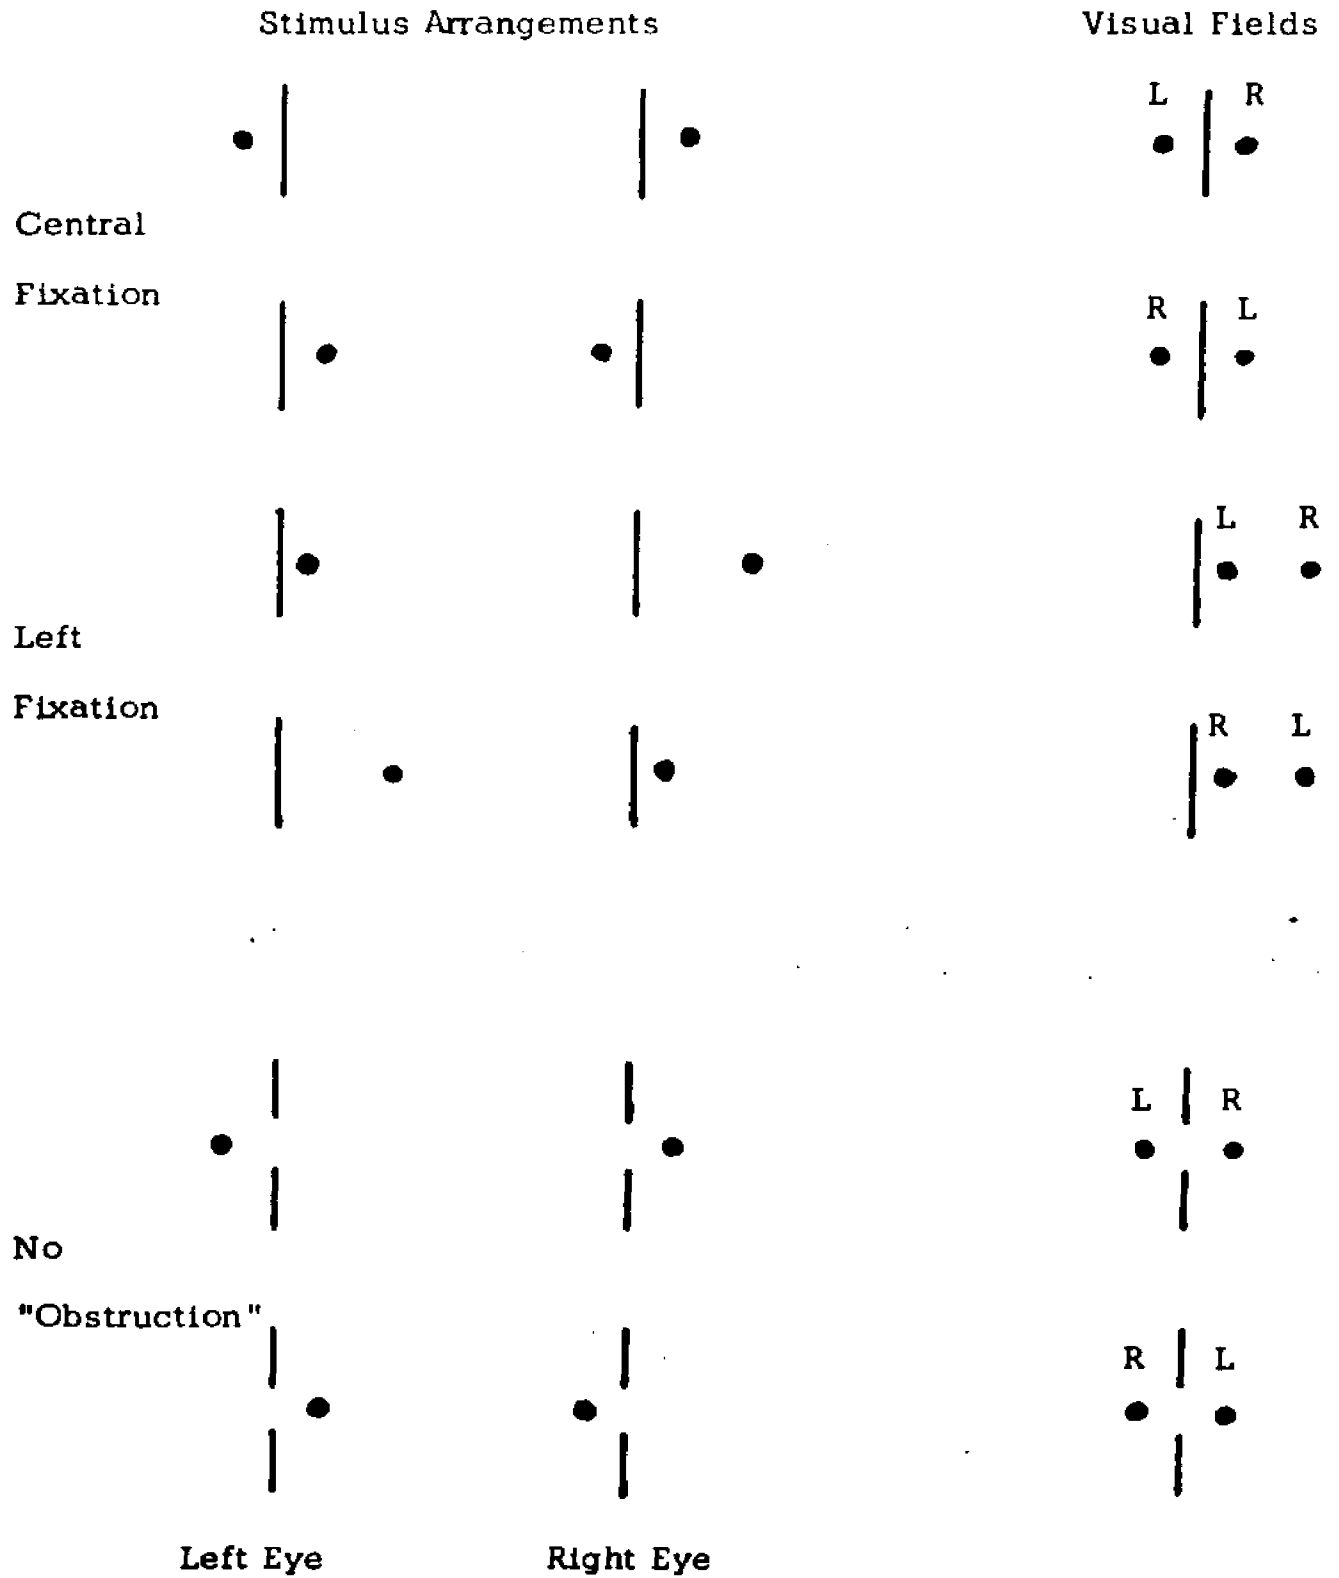 Stimulus Arrangements Visual Fields
L R
Central
Fixation
R L
L R
Left
Fixation
R L
L R
No
"Obstruction"
R L
Left Eye Right Eye